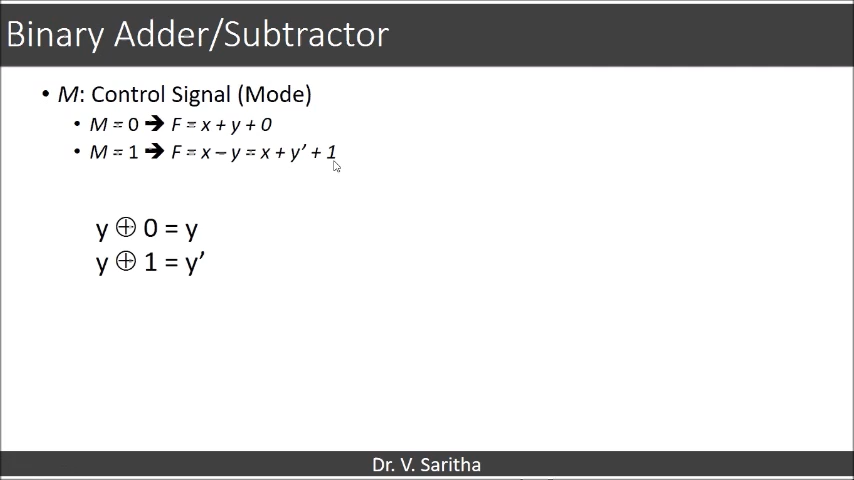 Binary Adder/Subtractor
• M: Control Signal (Mode)
• M = 0 ➔ F = x + y + 0
• M = 1 ➔ F = x – y = x + y’ + 1
y ⊕ 0 = y
y ⊕ 1 = y’
Dr. V. Saritha